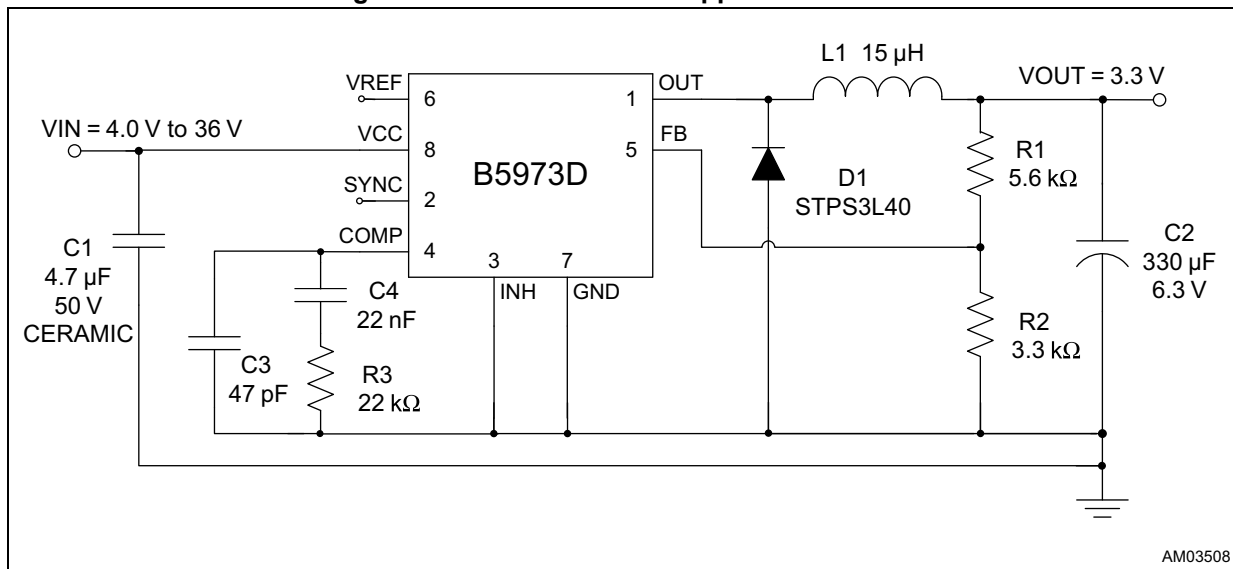 VREF
6
VIN = 4.0 V to 36 V
VCC
8
SYNC
2
COMP
4
B5973D
3
INH
7
GND
1
OUT
5
FB
L1 15 µH
VOUT = 3.3 V
D1
STPS3L40
R1
5.6 kΩ
R2
3.3 kΩ
C2
330 µF
6.3 V
C1
4.7 µF
50 V
CERAMIC
C4
22 nF
C3
47 pF
R3
22 kΩ
AM03508